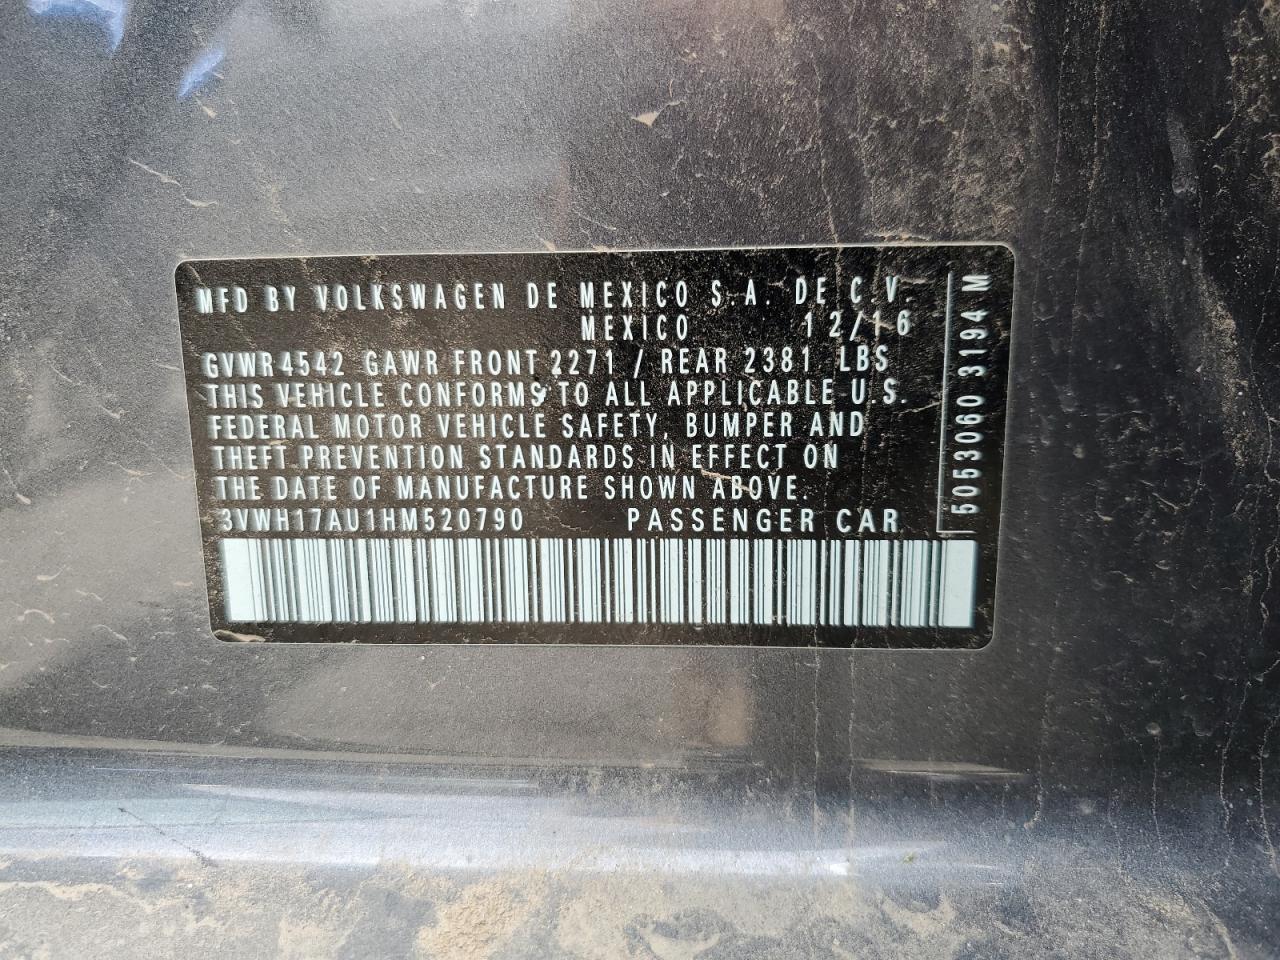 MFD BY VOLKSWAGEN DE MEXICO S.A. DE C.V.
MEXICO 12/16
GVWR 4542 GAWR FRONT 2271 / REAR 2381 LBS
THIS VEHICLE CONFORMS TO ALL APPLICABLE U.S.
FEDERAL MOTOR VEHICLE SAFETY, BUMPER AND
THEFT PREVENTION STANDARDS IN EFFECT ON
THE DATE OF MANUFACTURE SHOWN ABOVE.
3VWH17AU1HM520790 PASSENGER CAR
5053060 3194 M